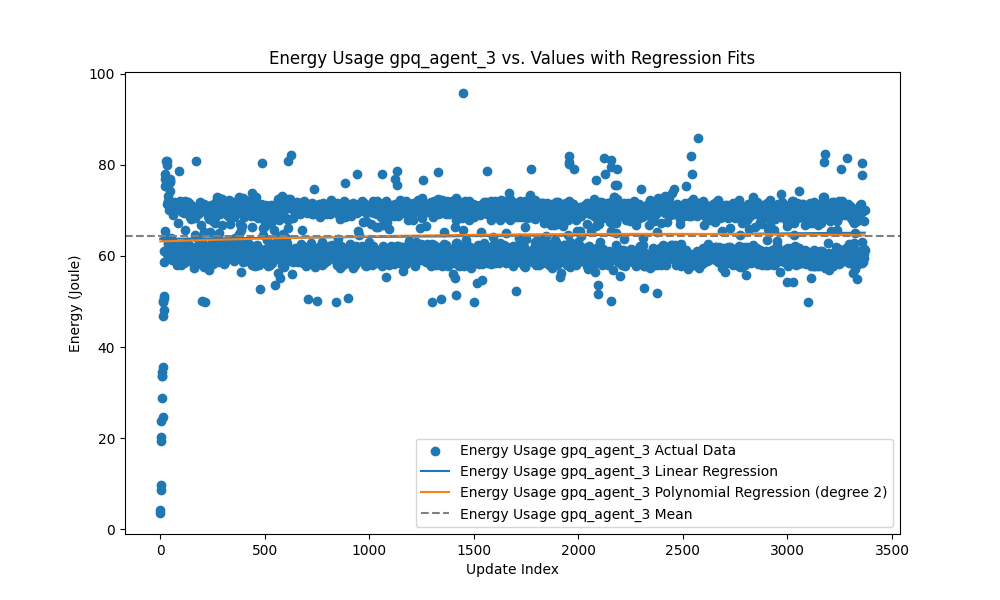 Energy Usage gpq_agent_3 vs. Values with Regression Fits
100
80
60
40
20
0
Energy (Joule)
Energy Usage gpq_agent_3 Actual Data
Energy Usage gpq_agent_3 Linear Regression
Energy Usage gpq_agent_3 Polynomial Regression (degree 2)
Energy Usage gpq_agent_3 Mean
0 500 1000 1500 2000 2500 3000 3500
Update Index